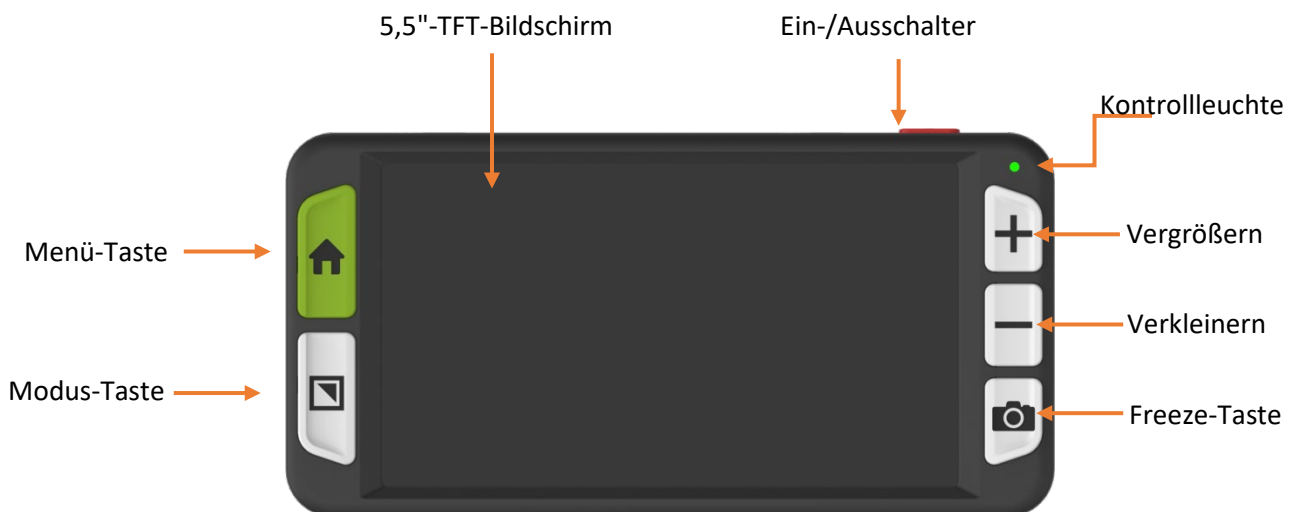 5,5"-TFT-Bildschirm
Ein-/Ausschalter
Kontrollleuchte
Menü-Taste
Vergrößern
Verkleinern
Modus-Taste
Freeze-Taste